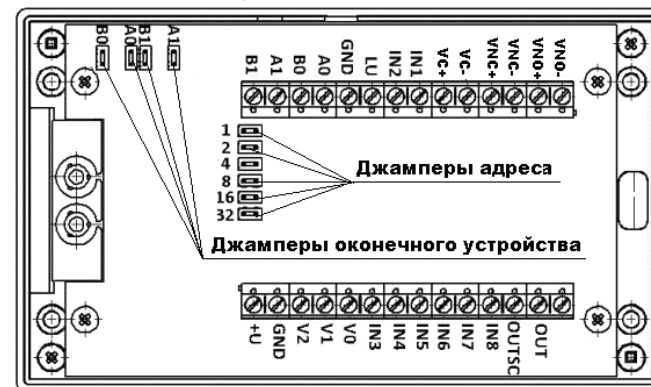 B0 A0 B1 A1
B1 A1 B0 A0 GND LU IN2 IN1 VC+ VC- VNC+ VNC- VNO+ VNO-
1
2
4
8
16
32
Джамперы адреса
Джамперы оконечного устройства
+U GND V2 V1 V0 IN3 IN4 IN5 IN6 IN7 IN8 OUTSC OUT